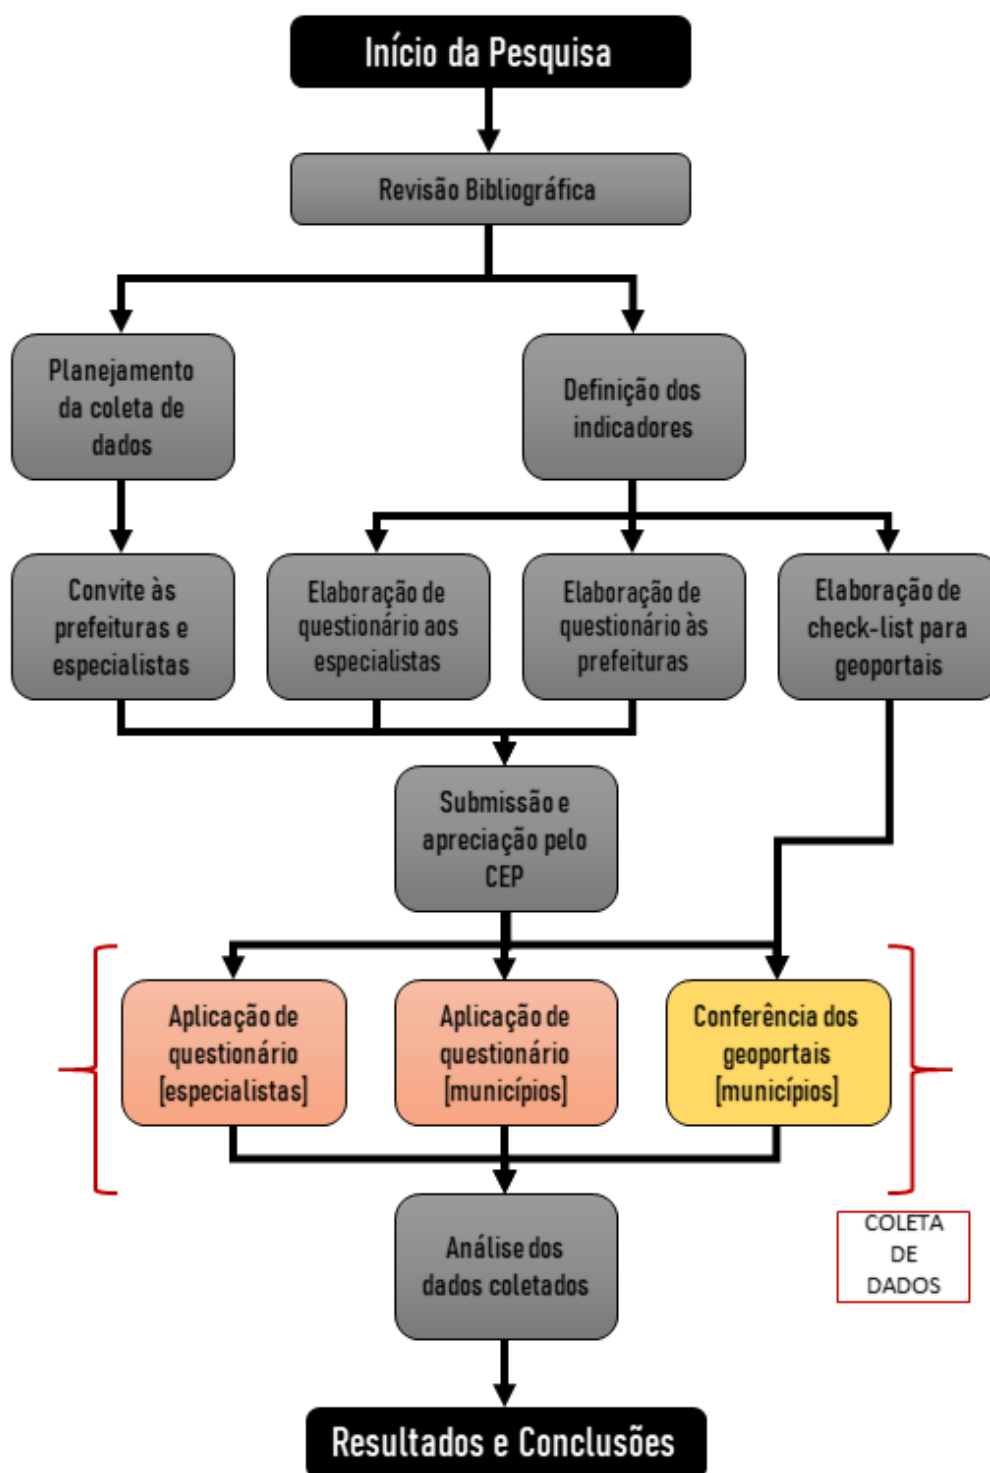 Início da Pesquisa
Revisão Bibliográfica
Planejamento
da coleta de
dados
Definição dos
indicadores
Convite às
prefeituras e
especialistas
Elaboração de
questionário aos
especialistas
Elaboração de
questionário às
prefeituras
Elaboração de
check-list para
geoportais
Submissão e
apreciação pelo
CEP
Aplicação de
questionário
[especialistas]
Aplicação de
questionário
[municípios]
Conferência dos
geoportais
[municípios]
COLETA
DE
DADOS
Análise dos
dados coletados
Resultados e Conclusões